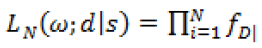 L_N(ω; d|s) = ∏_{i=1}^{N} f_{D|